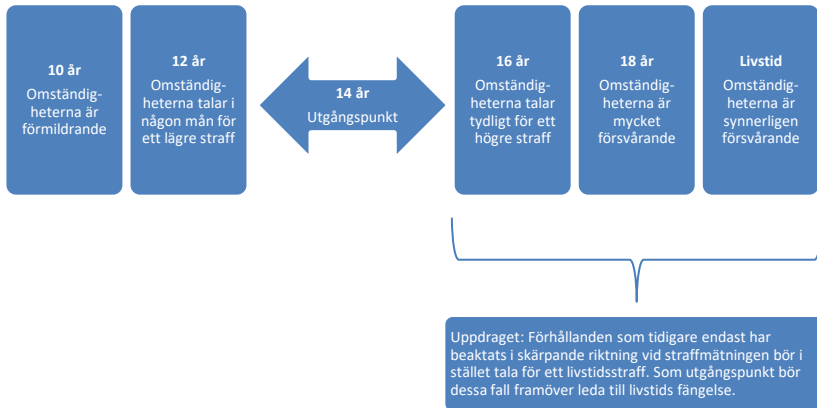 10 år
Omständig-
heterna är
förmildrande
12 år
Omständig-
heterna talar i
någon mån för
ett lägre straff
14 år
Utgångspunkt
16 år
Omständig-
heterna talar
tydligt för ett
högre straff
18 år
Omständig-
heterna är
mycket
försvårande
Livstid
Omständig-
heterna är
synnerligen
försvårande
Uppdraget: Förhållanden som tidigare endast har
beaktats i skärpande riktning vid straffmätningen bör i
stället tala för ett livstidsstraff. Som utgångspunkt bör
dessa fall framöver leda till livstids fängelse.